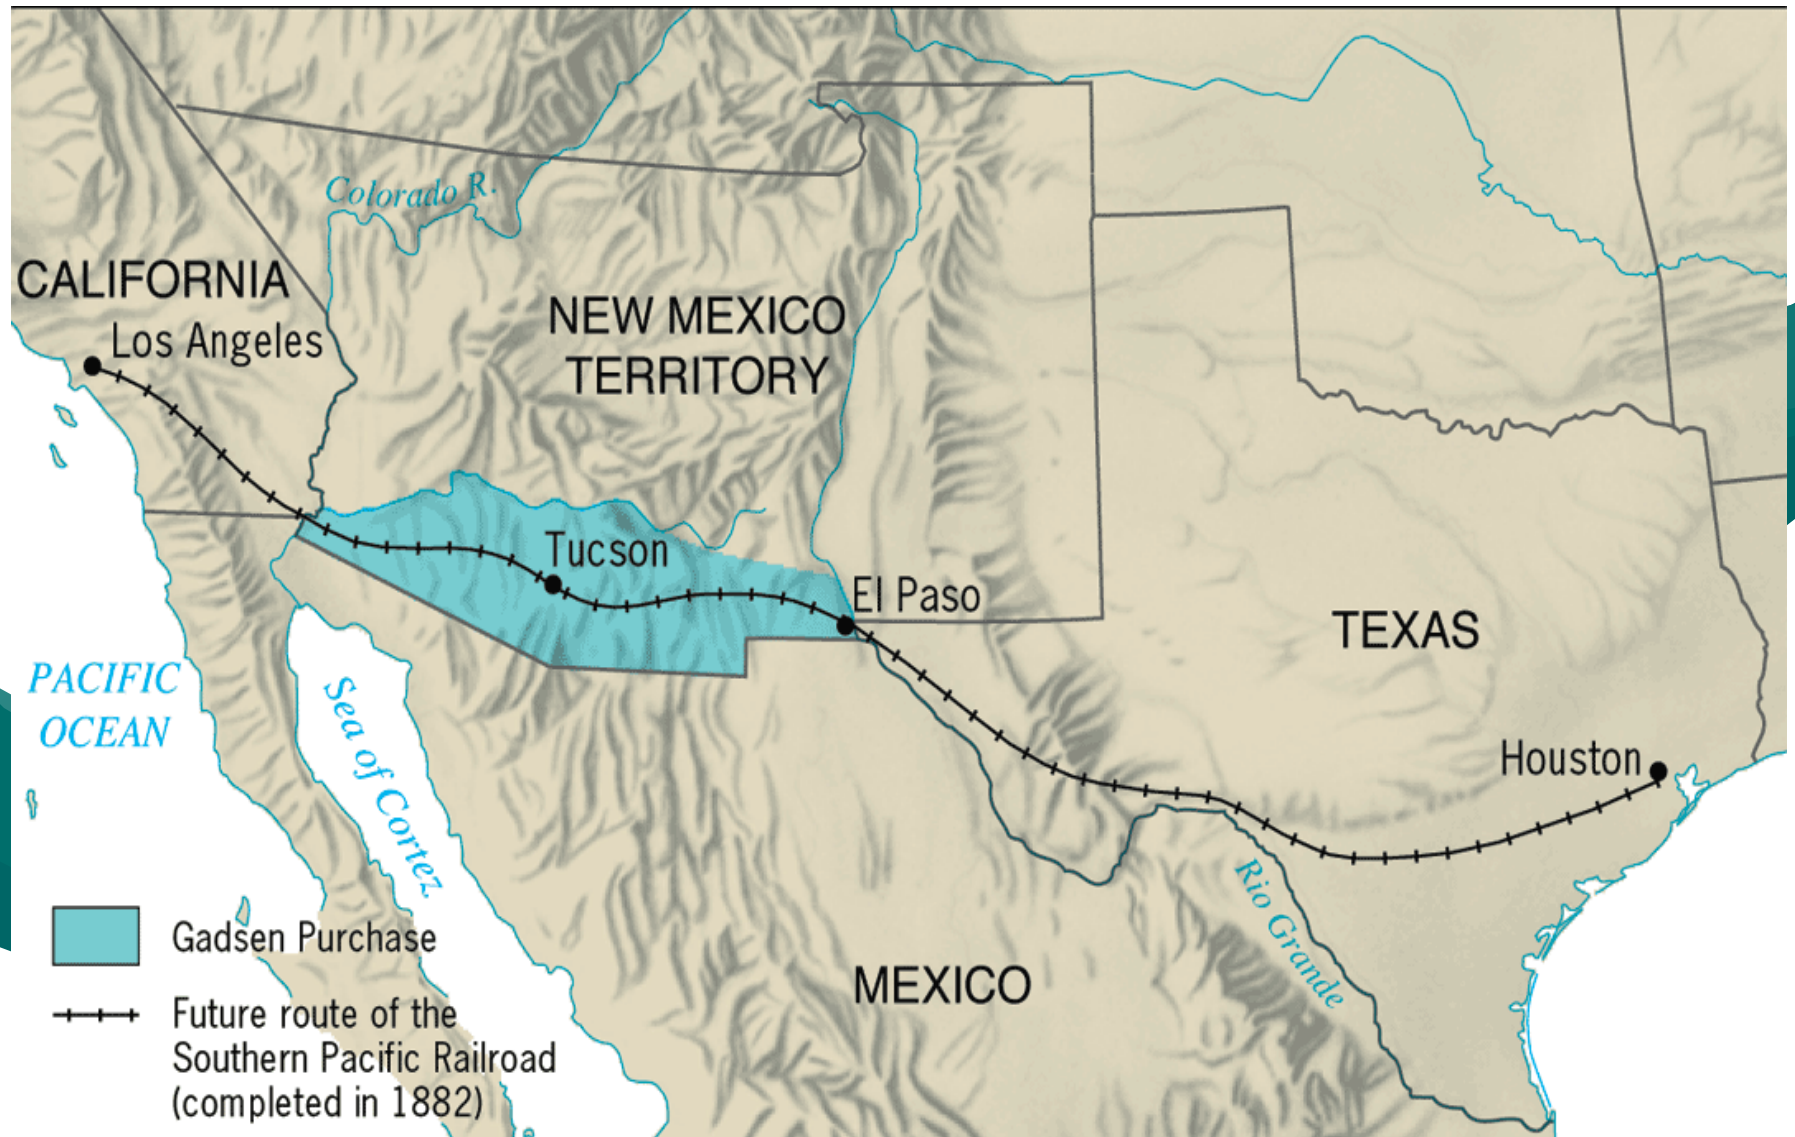 Colorado R.
CALIFORNIA
Los Angeles
NEW MEXICO
TERRITORY
Tucson
El Paso
TEXAS
PACIFIC
OCEAN
Sea of Cortez
Houston
Rio Grande
MEXICO
Gadsen Purchase
Future route of the
Southern Pacific Railroad
(completed in 1882)